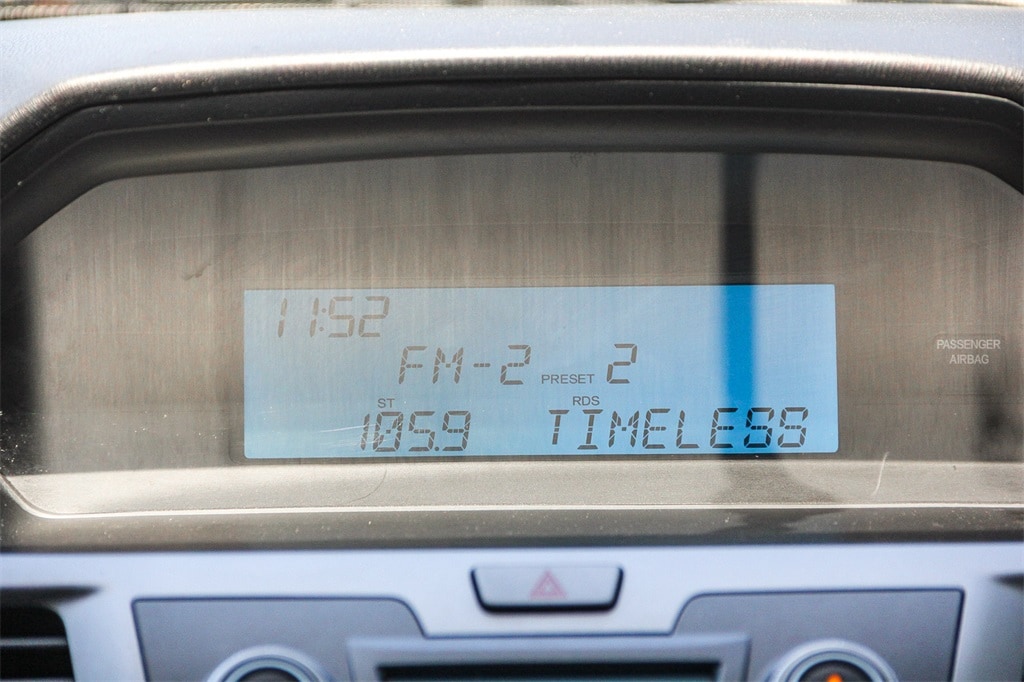 11:52
FM-2 PRESET 2
ST RDS
105.9 TIMELESS
PASSENGER
AIRBAG